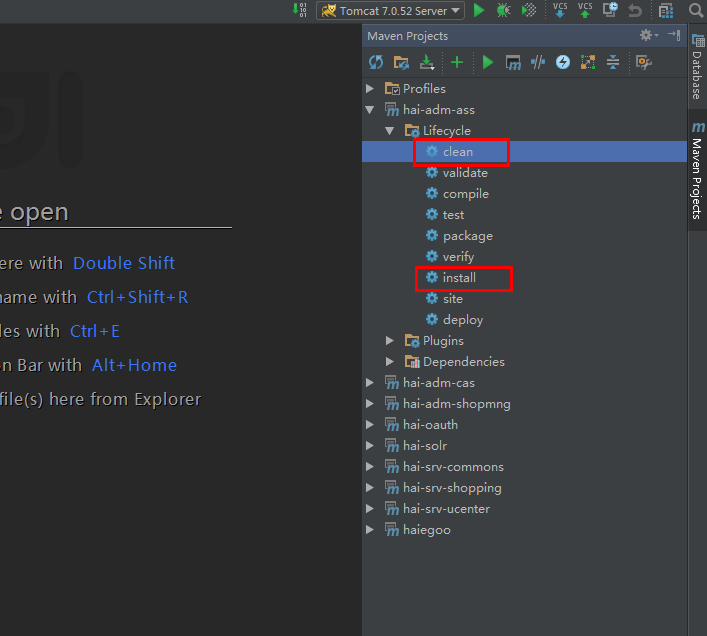 Tomcat 7.0.52 Server
VCS
VCS
Maven Projects
Profiles
hai-adm-ass
Lifecycle
clean
validate
compile
test
package
verify
install
site
deploy
Plugins
Dependencies
hai-adm-cas
hai-adm-shopmng
hai-oauth
hai-solr
hai-srv-commons
hai-srv-shopping
hai-srv-ucenter
haiegoo
e open
ere with Double Shift
name with Ctrl+Shift+R
les with Ctrl+E
n Bar with Alt+Home
file(s) here from Explorer
Database
Maven Projects